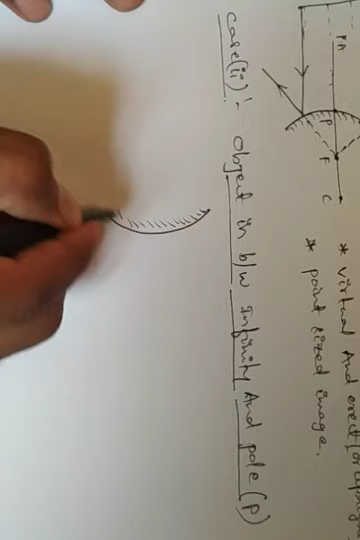 P.A
P
F
C
* virtual And erect
* point sized image.
case(ii):- Object in b/w Infinity And pole (P)